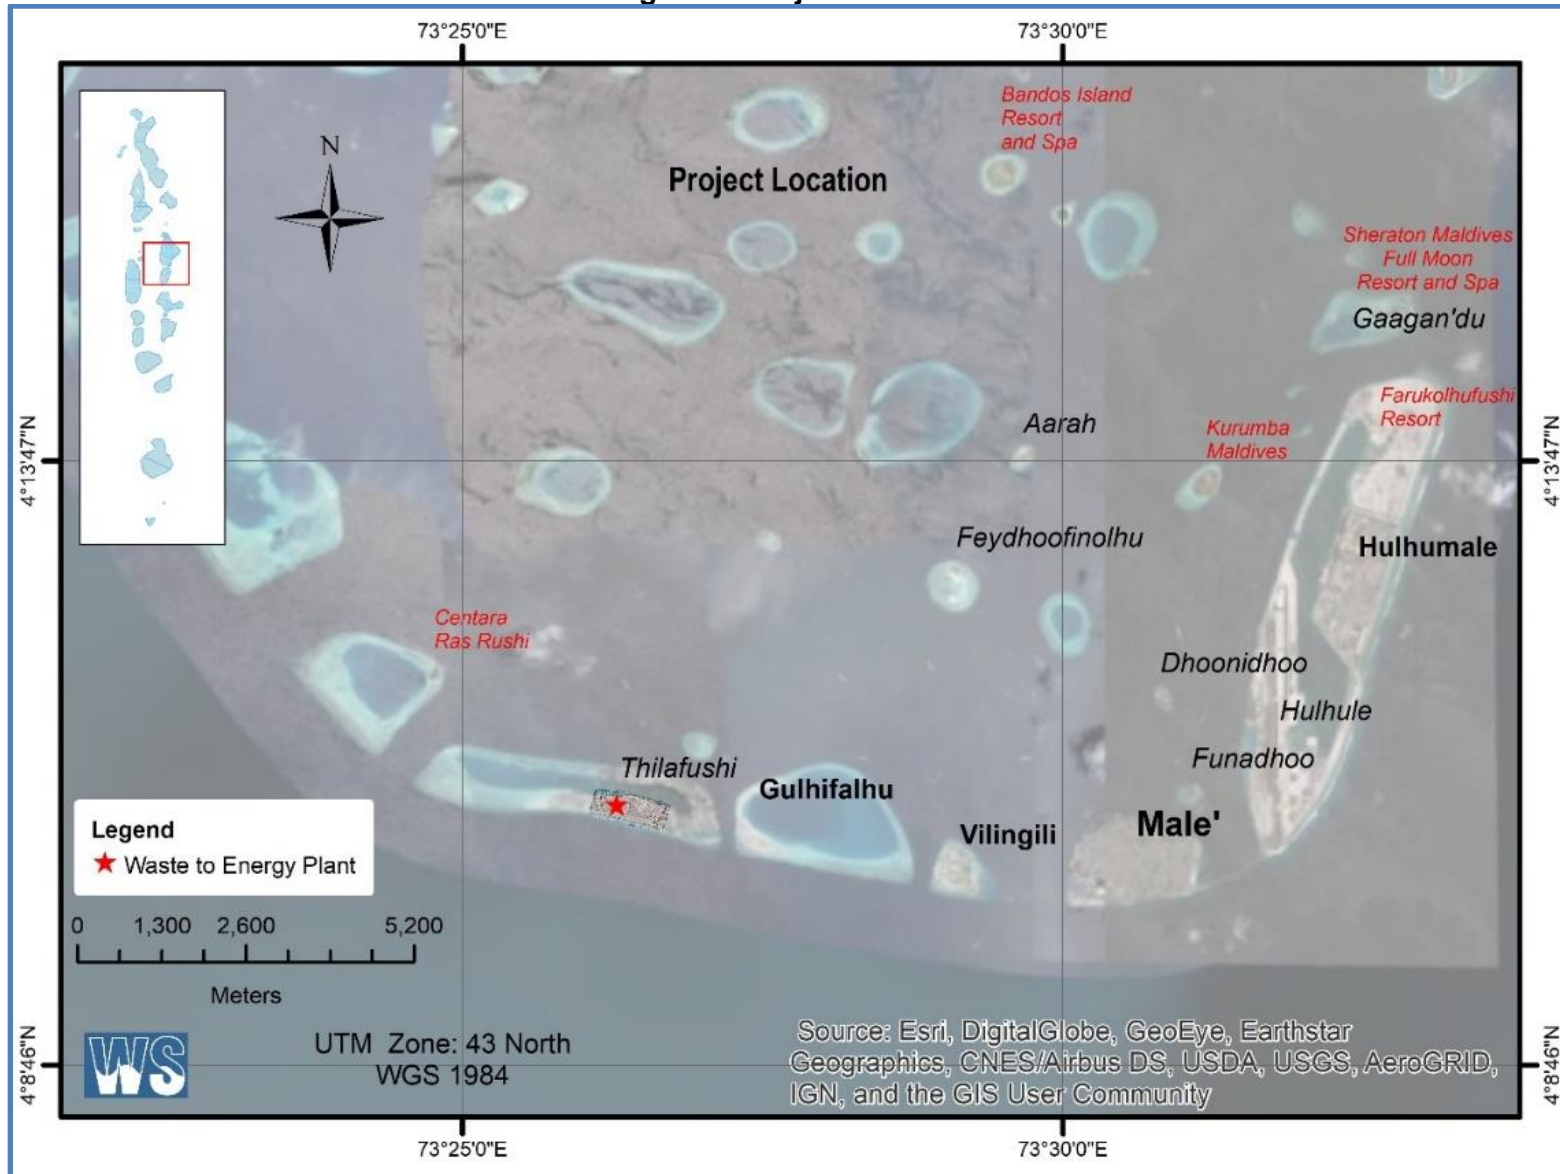 73°25'0"E
73°30'0"E
Bandos Island
Resort
and Spa
N
Project Location
Sheraton Maldives
Full Moon
Resort and Spa
Gaagan'du
Farukolhufushi
Resort
Aarah
Kurumba
Maldives
4°13'47"N
4°13'47"N
Feydhoofinolhu
Hulhumale
Centara
Ras Rushi
Dhoonidhoo
Hulhule
Funadhoo
Thilafushi
Gulhifalhu
Male'
Vilingili
Legend
Waste to Energy Plant
0 1,300 2,600 5,200
Meters
WS
UTM Zone: 43 North
WGS 1984
Source: Esri, DigitalGlobe, GeoEye, Earthstar
Geographics, CNES/Airbus DS, USDA, USGS, AeroGRID,
IGN, and the GIS User Community
4°8'46"N
4°8'46"N
73°25'0"E
73°30'0"E